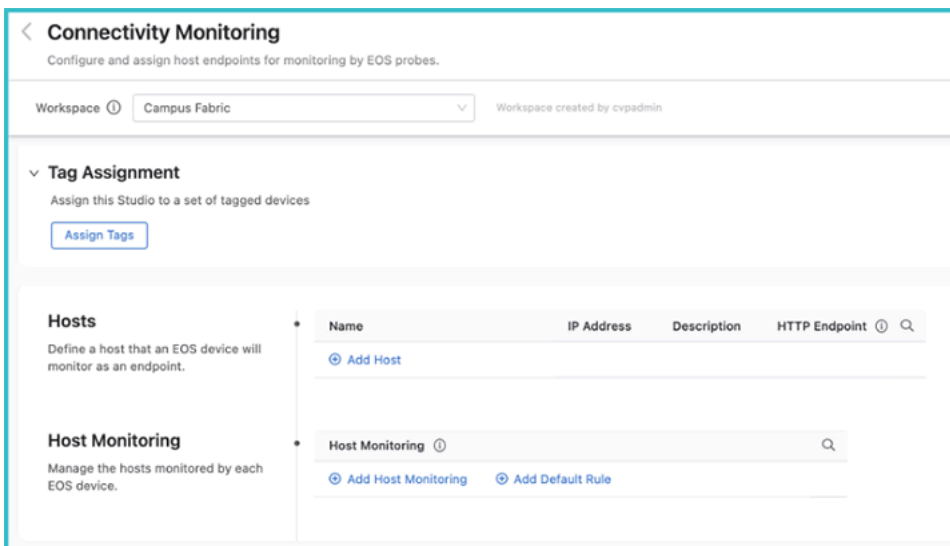 Connectivity Monitoring
Configure and assign host endpoints for monitoring by EOS probes.
Workspace Campus Fabric Workspace created by cvpadmin
Tag Assignment
Assign this Studio to a set of tagged devices
Assign Tags
Hosts
Define a host that an EOS device will
monitor as an endpoint.
Name IP Address Description HTTP Endpoint
Add Host
Host Monitoring
Manage the hosts monitored by each
EOS device.
Host Monitoring
Add Host Monitoring Add Default Rule